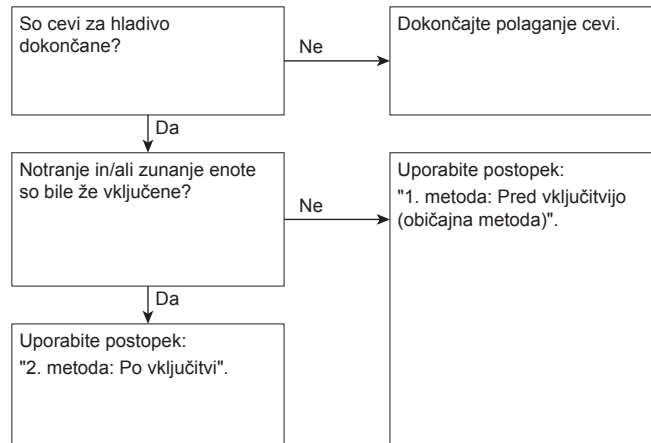 So cevi za hladivo
dokončane?
Ne
Dokončajte polaganje cevi.
Da
Notranje in/ali zunanje enote
so bile že vključene?
Ne
Uporabite postopek:
"1. metoda: Pred vključitvijo
(običajna metoda)".
Da
Uporabite postopek:
"2. metoda: Po vključitvi".